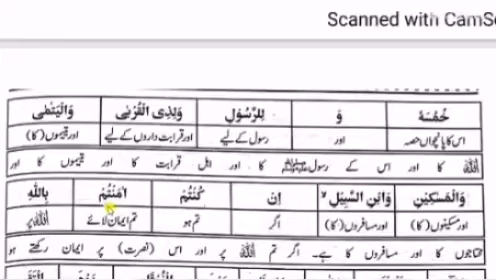 Scanned with CamS
خُمُسَهٗ وَ لِلرَّسُوْلِ وَلِذِی الْقُرْبٰی وَالْیَتٰمٰی
اس کا پانچواں حصہ اور رسول کے لیے اور قرابت داروں کے لیے اور یتیموں (کا)
اللہ کا اور اس کے رسول ﷺ کا اور اہل قرابت کا اور یتیموں کا اور
وَالْمَسٰکِیْنِ وَابْنِ السَّبِیْلِ اِنْ کُنْتُمْ اٰمَنْتُمْ بِاللّٰهِ
اور مسکینوں (کا) اور مسافروں (کا) اگر تم ہو تم ایمان لائے اللہ پر
محتاجوں کا اور مسافروں کا ہے۔ اگر تم اللہ پر اور اس (نصرت) پر ایمان رکھتے ہو